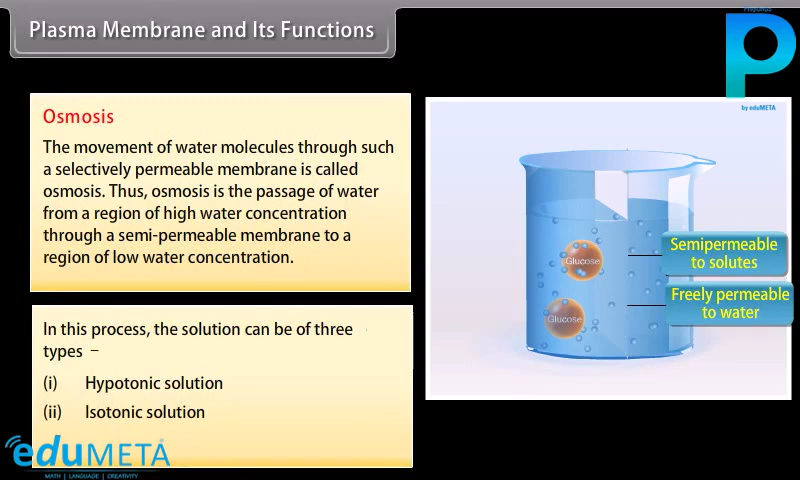 Plasma Membrane and Its Functions
Prepunds
P
by eduMETA
Osmosis
The movement of water molecules through such
a selectively permeable membrane is called
osmosis. Thus, osmosis is the passage of water
from a region of high water concentration
through a semi-permeable membrane to a
region of low water concentration.
Glucose
Glucose
Semipermeable
to solutes
Freely permeable
to water
In this process, the solution can be of three
types –
(i) Hypotonic solution
(ii) Isotonic solution
eduMETA
MATH | LANGUAGE | CREATIVITY